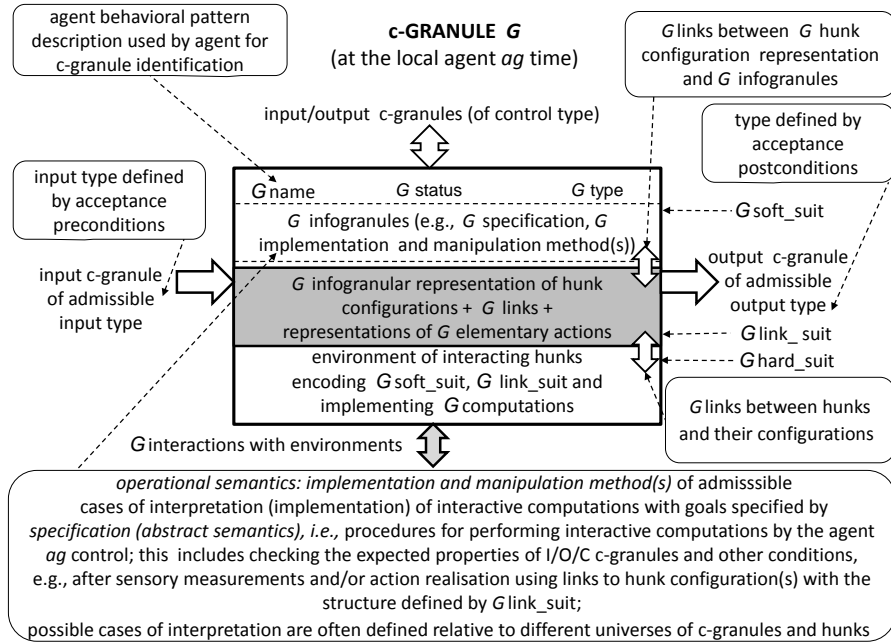 agent behavioral pattern
description used by agent for
c-granule identification
c-GRANULE G
(at the local agent ag time)
G links between G hunk
configuration representation
and G infogranules
input/output c-granules (of control type)
type defined by
acceptance
postconditions
input type defined
by acceptance
preconditions
G name G status G type
G soft_suit
G infogranules (e.g., G specification, G
implementation and manipulation method(s))
input c-granule
of admissible
input type
output c-granule
of admissible
output type
G infogranular representation of hunk
configurations + G links +
representations of G elementary actions
G link_ suit
G hard_suit
environment of interacting hunks
encoding G soft_suit, G link_suit and
implementing G computations
G links between hunks
and their configurations
G interactions with environments
operational semantics: implementation and manipulation method(s) of admisssible
cases of interpretation (implementation) of interactive computations with goals specified by
specification (abstract semantics), i.e., procedures for performing interactive computations by the agent
ag control; this includes checking the expected properties of I/O/C c-granules and other conditions,
e.g., after sensory measurements and/or action realisation using links to hunk configuration(s) with the
structure defined by G link_suit;
possible cases of interpretation are often defined relative to different universes of c-granules and hunks